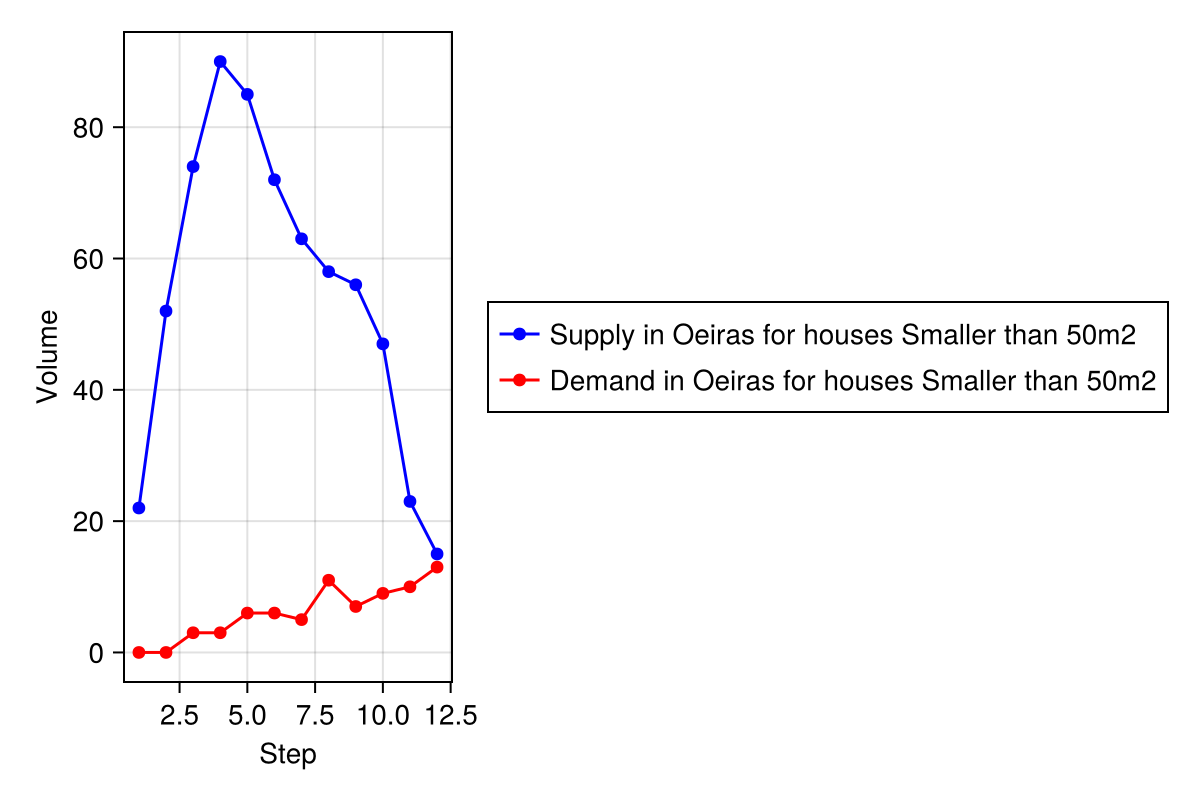 80
60
40
20
0
Volume
2.5 5.0 7.5 10.0 12.5
Step
Supply in Oeiras for houses Smaller than 50m2
Demand in Oeiras for houses Smaller than 50m2